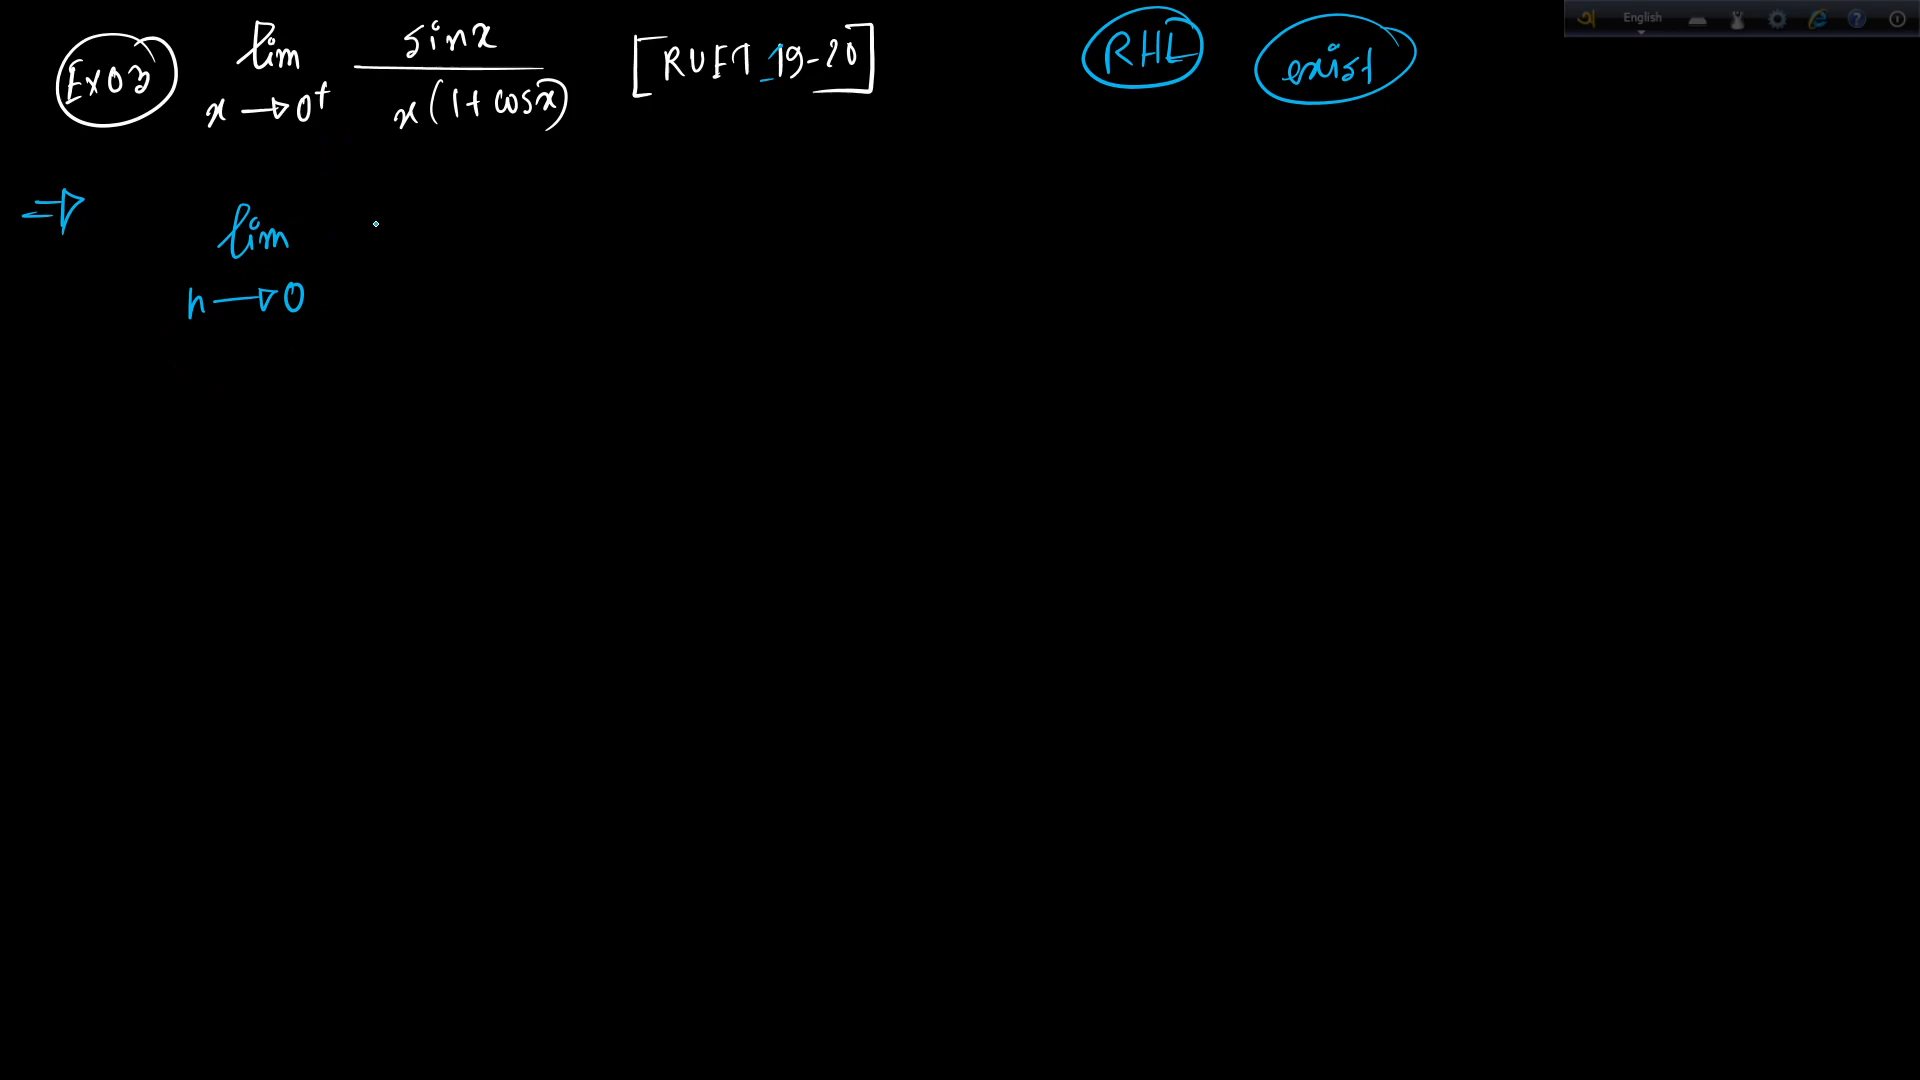 Ex03 lim x→0⁺ sinx / x(1+cosx) [RUET 19-20] RHL exist
English
⇒ lim
h→0